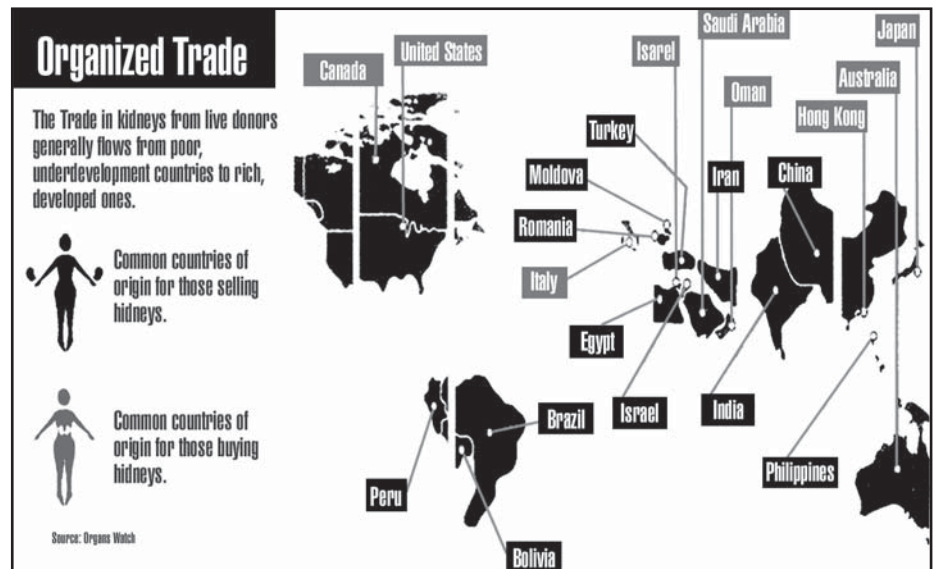 Organized Trade
The Trade in kidneys from live donors
generally flows from poor,
underdevelopment countries to rich,
developed ones.
Common countries of
origin for those selling
hidneys.
Common countries of
origin for those buying
hidneys.
Source: Organs Watch
Canada
United States
Isarel
Saudi Arabia
Japan
Australia
Oman
Hong Kong
Turkey
Moldova
Iran
China
Romania
Italy
Egypt
Brazil
Israel
India
Philippines
Peru
Bolivia